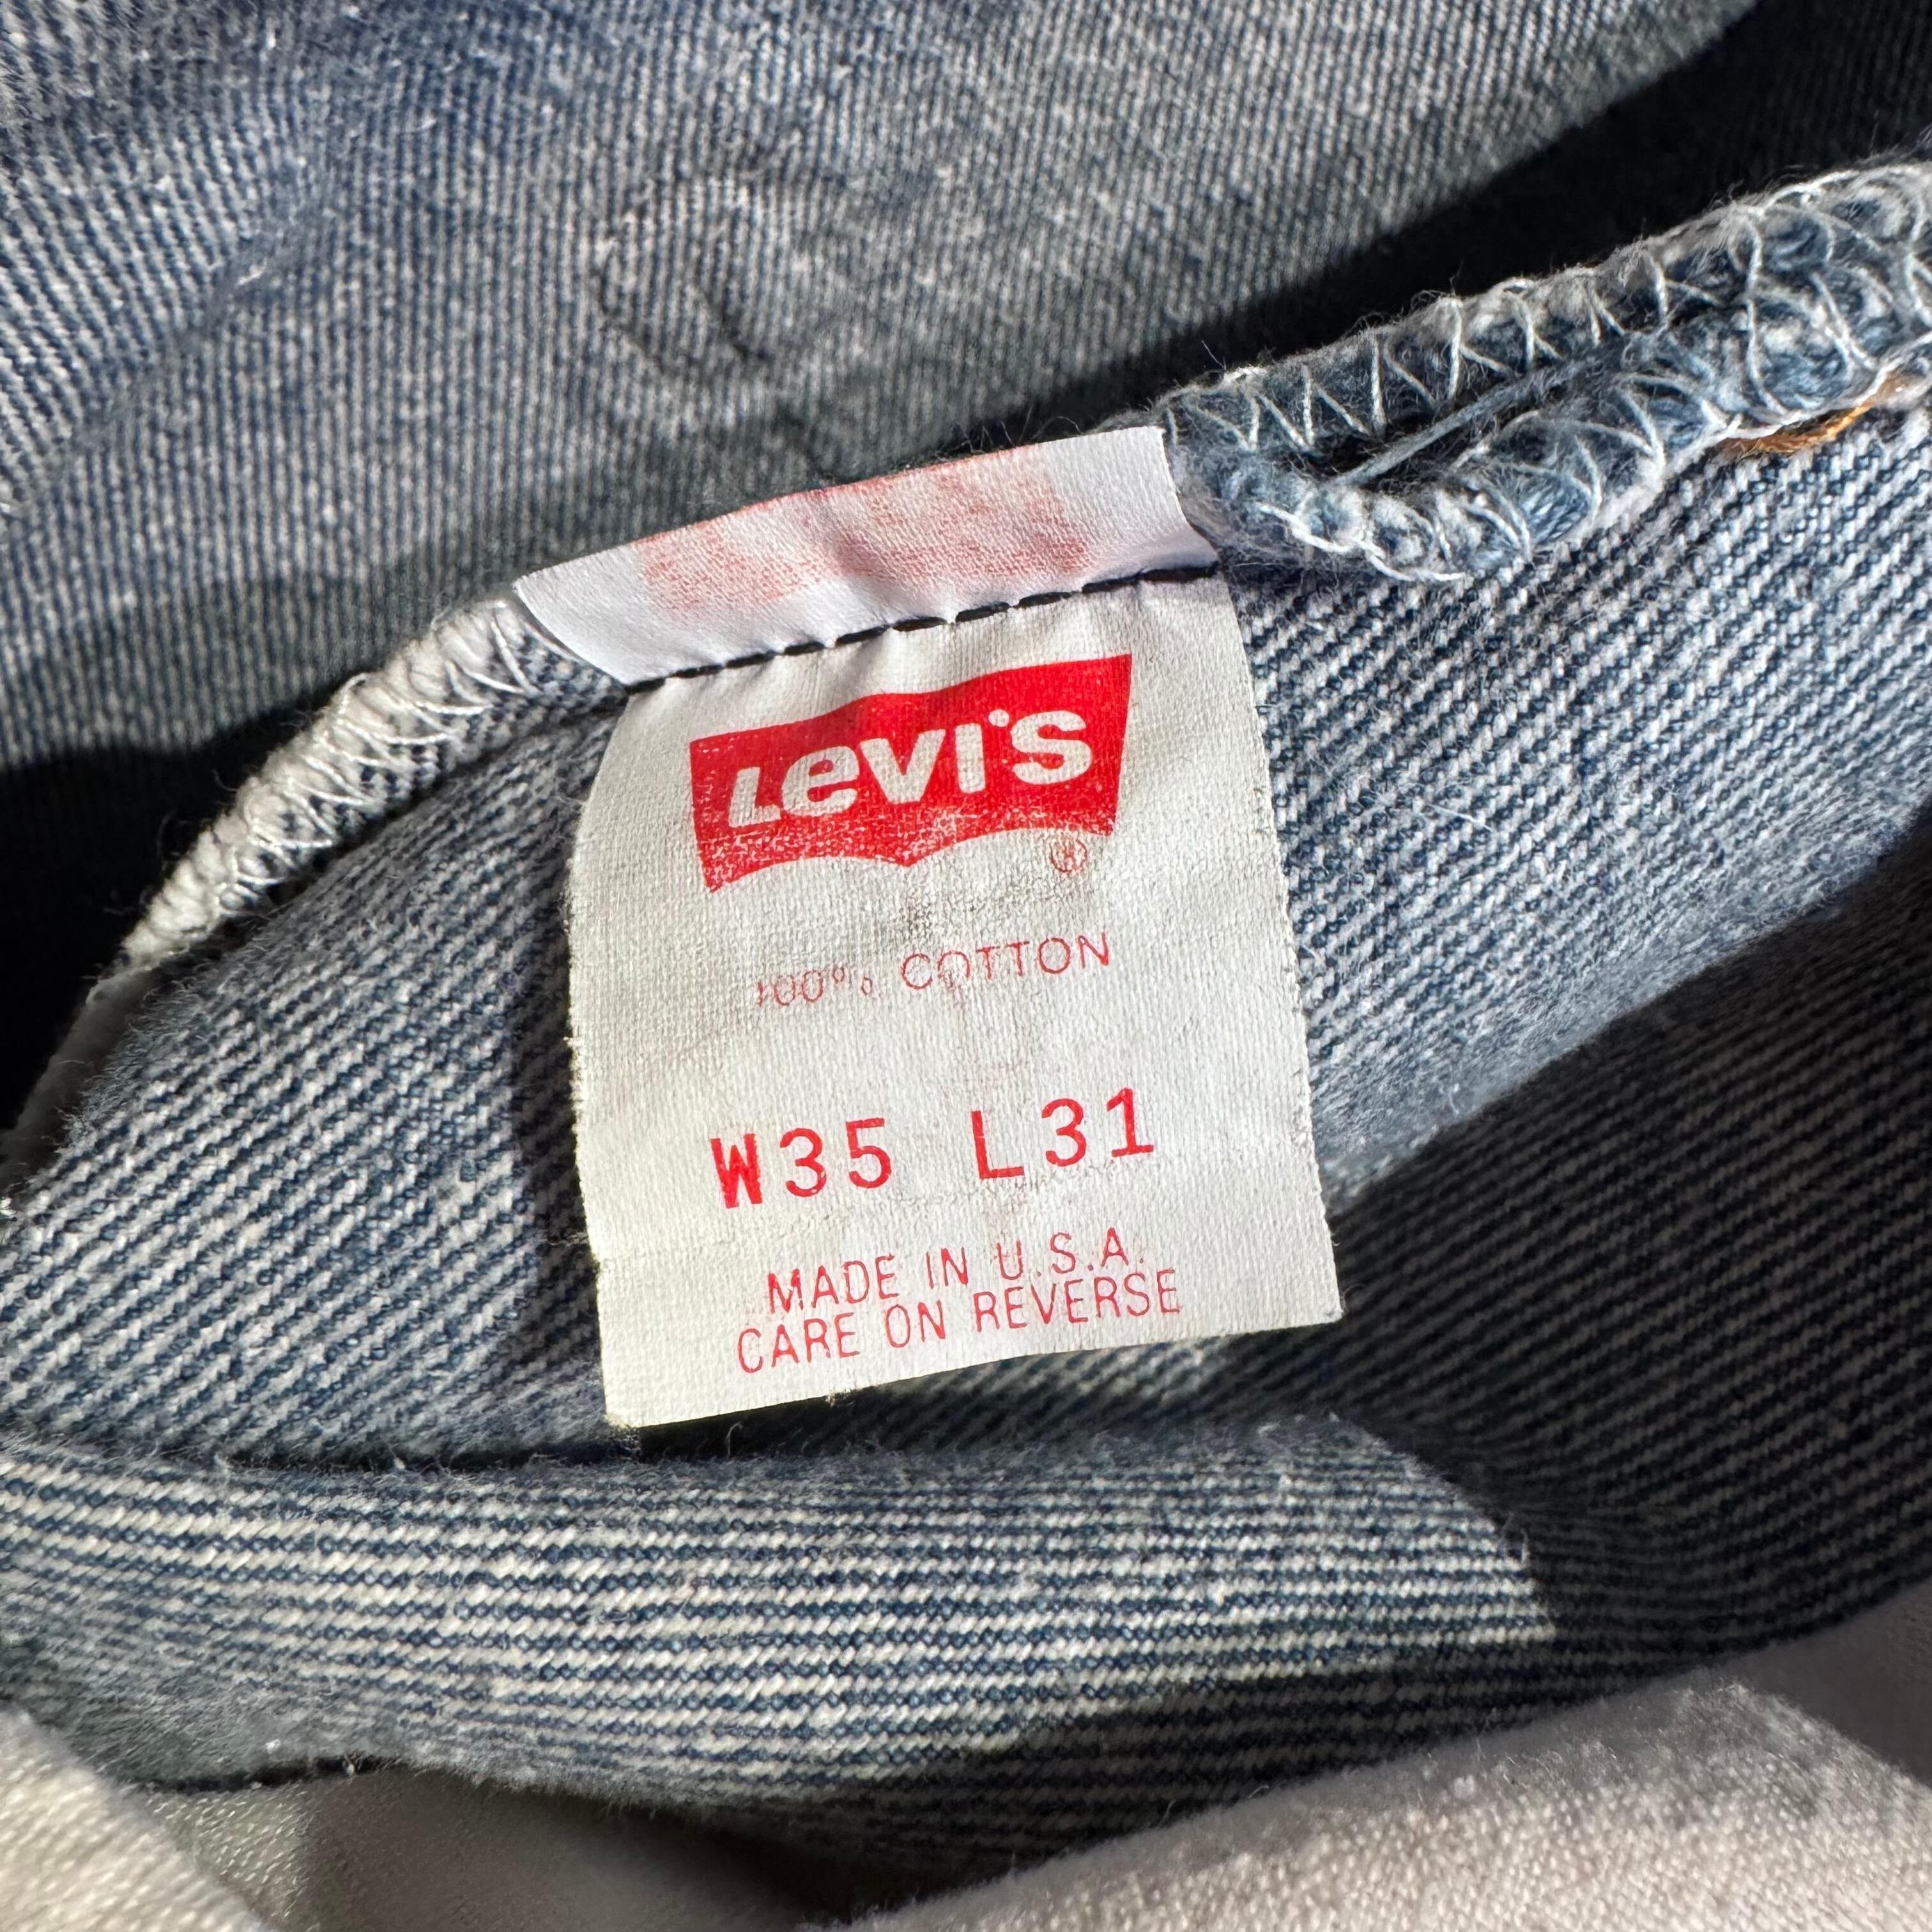 Levi's
®
100% COTTON
W35 L31
MADE IN U.S.A.
CARE ON REVERSE